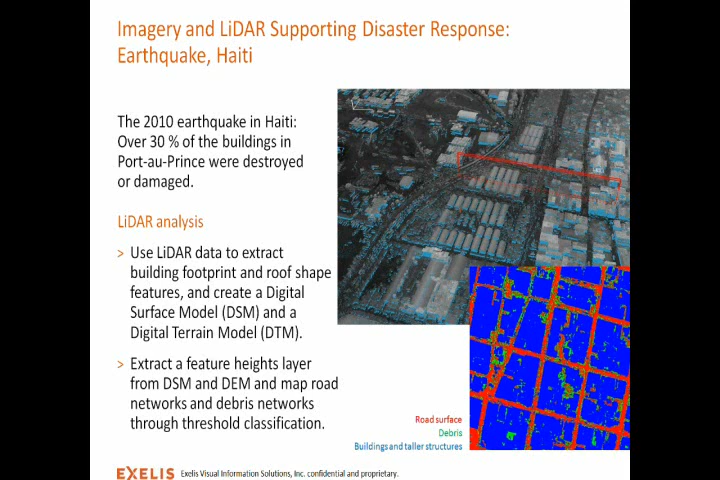 Imagery and LiDAR Supporting Disaster Response:
Earthquake, Haiti
The 2010 earthquake in Haiti:
Over 30 % of the buildings in
Port-au-Prince were destroyed
or damaged.
LiDAR analysis
> Use LiDAR data to extract
building footprint and roof shape
features, and create a Digital
Surface Model (DSM) and a
Digital Terrain Model (DTM).
> Extract a feature heights layer
from DSM and DEM and map road
networks and debris networks
through threshold classification.
Road surface
Debris
Buildings and taller structures
EXELIS Exelis Visual Information Solutions, Inc. confidential and proprietary.